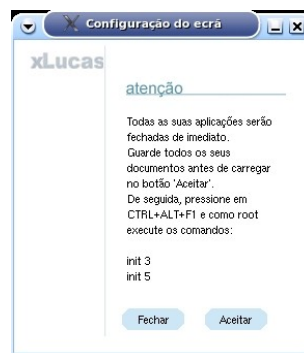 Configuração do ecrã
xLucas
atenção
Todas as suas aplicações serão
fechadas de imediato.
Guarde todos os seus
documentos antes de carregar
no botão 'Aceitar'.
De seguida, pressione em
CTRL+ALT+F1 e como root
execute os comandos:
init 3
init 5
Fechar Aceitar